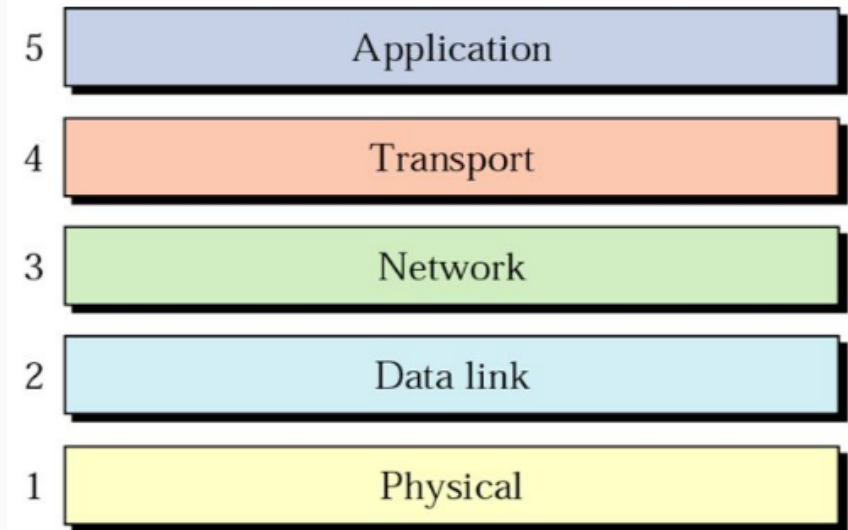 5 Application
4 Transport
3 Network
2 Data link
1 Physical